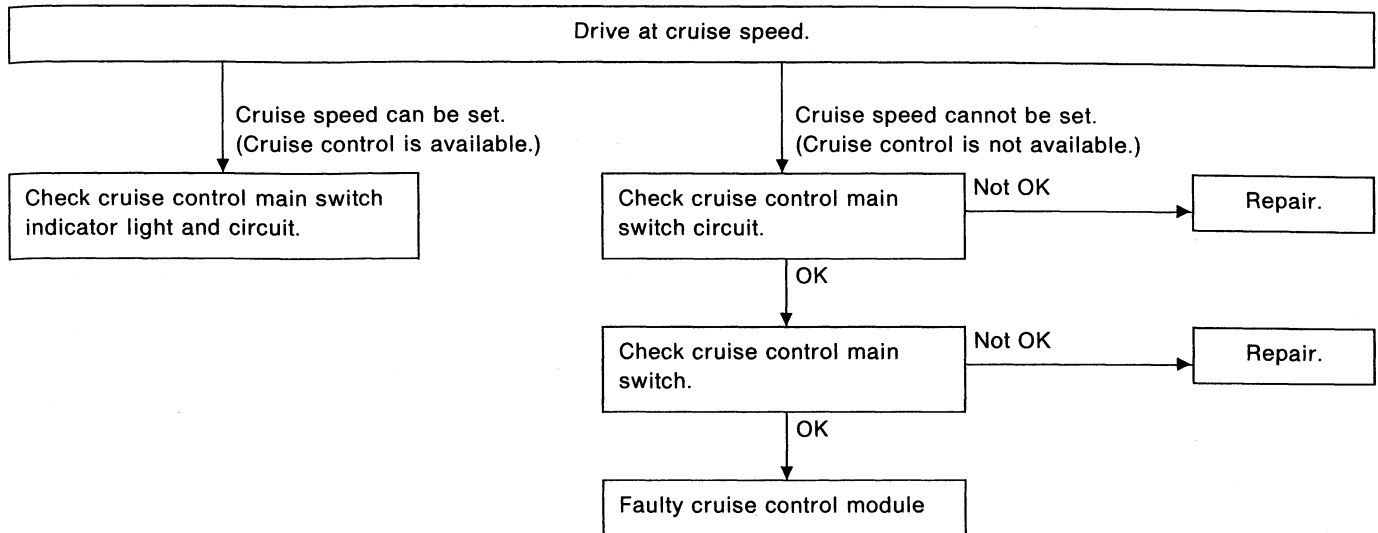 Drive at cruise speed.
Cruise speed can be set.
(Cruise control is available.)
Cruise speed cannot be set.
(Cruise control is not available.)
Check cruise control main switch
indicator light and circuit.
Check cruise control main
switch circuit.
Not OK
Repair.
OK
Check cruise control main
switch.
Not OK
Repair.
OK
Faulty cruise control module